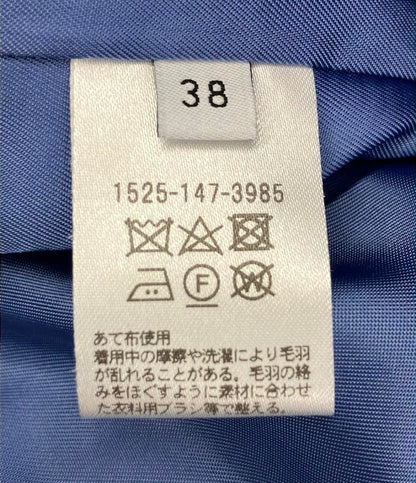 38
1525-147-3985
F W
あて布使用
着用中の摩擦や洗濯により毛羽
が乱れることがある。毛羽の絡
みをほぐすように素材に合わせ
た衣料用ブラシ等で整える。